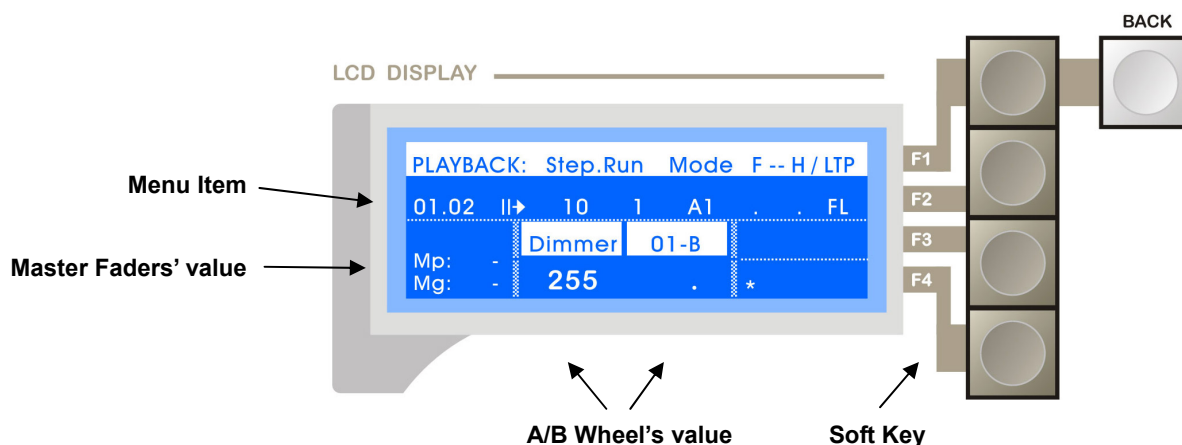 BACK
LCD DISPLAY
PLAYBACK: Step.Run Mode F -- H / LTP
01.02 II➔ 10 1 A1 . . FL
Dimmer 01-B
Mp: -
Mg: - 255 . *
F1
F2
F3
F4
Menu Item
Master Faders’ value
A/B Wheel's value
Soft Key